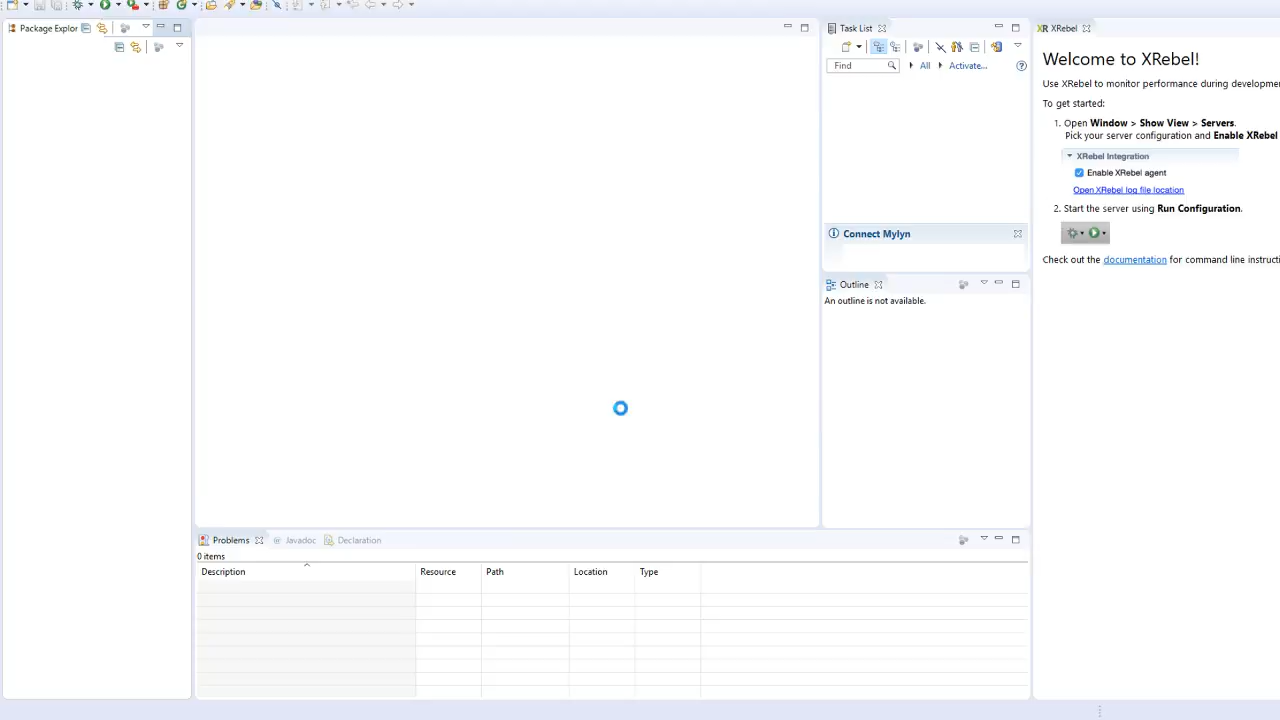 Package Explor
Task List
Find
All
Activate...
Connect Mylyn
Outline
An outline is not available.
XRebel
Welcome to XRebel!
Use XRebel to monitor performance during developme
To get started:
1. Open Window > Show View > Servers.
Pick your server configuration and Enable XRebel
XRebel Integration
Enable XRebel agent
Open XRebel log file location
2. Start the server using Run Configuration.
Check out the documentation for command line instructi
Problems
@ Javadoc
Declaration
0 items
Description
Resource
Path
Location
Type